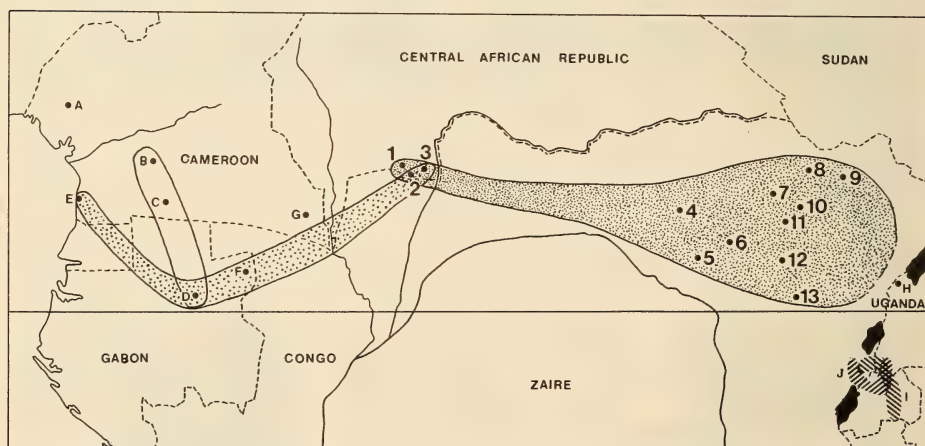 CENTRAL AFRICAN REPUBLIC
SUDAN
A
B
CAMEROON
1
3
2
8
9
C
7
E
10
4
G
11
6
5
12
F
D
13
H
UGANDA
GABON
CONGO
ZAIRE
J
I